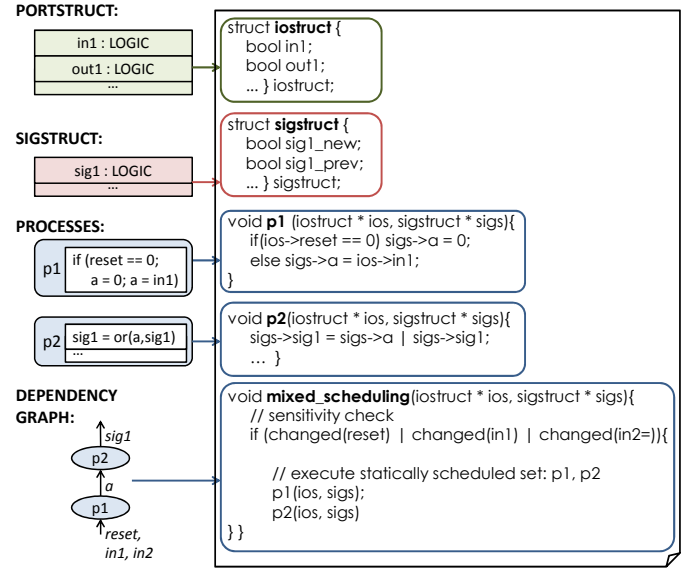 PORTSTRUCT:
in1 : LOGIC
out1 : LOGIC
...
struct iostruct {
bool in1;
bool out1;
... } iostruct;
SIGSTRUCT:
sig1 : LOGIC
...
struct sigstruct {
bool sig1_new;
bool sig1_prev;
... } sigstruct;
PROCESSES:
p1
if (reset == 0;
a = 0; a = in1)
void p1 (iostruct * ios, sigstruct * sigs){
if(ios->reset == 0) sigs->a = 0;
else sigs->a = ios->in1;
}
p2
sig1 = or(a,sig1)
...
void p2(iostruct * ios, sigstruct * sigs){
sigs->sig1 = sigs->a | sigs->sig1;
... }
DEPENDENCY
GRAPH:
sig1
p2
a
p1
reset,
in1, in2
void mixed_scheduling(iostruct * ios, sigstruct * sigs){
// sensitivity check
if (changed(reset) | changed(in1) | changed(in2=)){
// execute statically scheduled set: p1, p2
p1(ios, sigs);
p2(ios, sigs)
} }